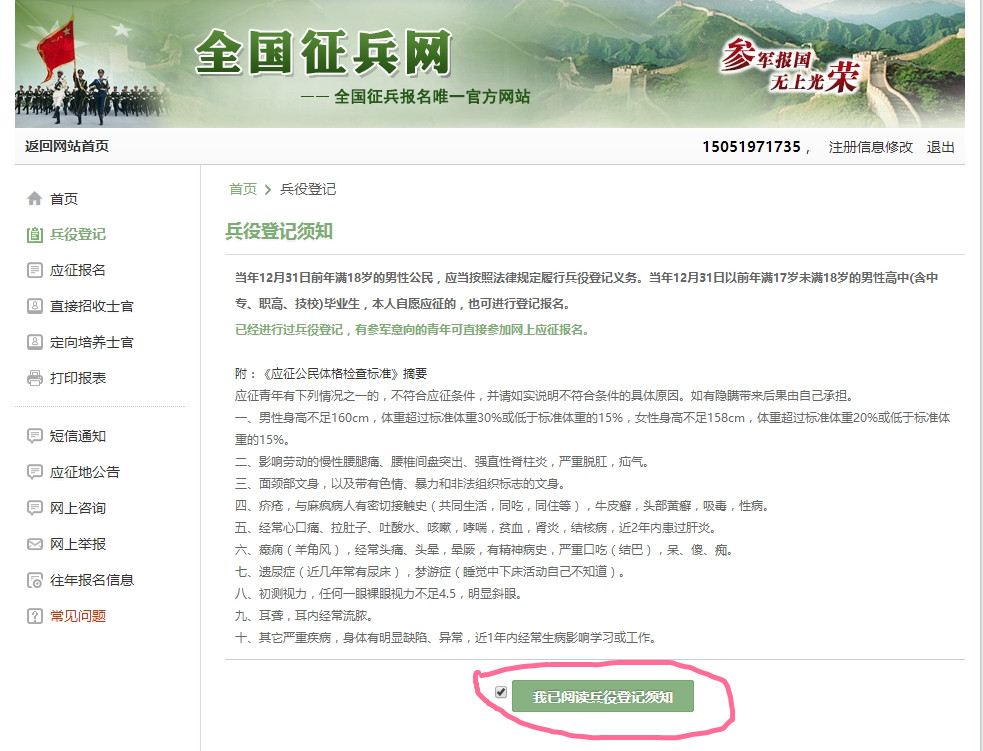 全国征兵网
—— 全国征兵报名唯一官方网站
参军报国
无上光荣
返回网站首页
15051971735 , 注册信息修改 退出
首页
兵役登记
应征报名
直接招收士官
定向培养士官
打印报表
短信通知
应征地公告
网上咨询
网上举报
往年报名信息
常见问题
首页 > 兵役登记
兵役登记须知
当年12月31日前年满18岁的男性公民，应当按照法律规定履行兵役登记义务。当年12月31日以前年满17岁未满18岁的男性高中(含中
专、职高、技校)毕业生，本人自愿应征的，也可进行登记报名。
已经进行过兵役登记，有参军意向的青年可直接参加网上应征报名。
附：《应征公民体格检查标准》摘要
应征青年有下列情况之一的，不符合应征条件，并请如实说明不符合条件的具体原因。如有隐瞒带来后果由自己承担。
一、男性身高不足160cm，体重超过标准体重30%或低于标准体重的15%，女性身高不足158cm，体重超过标准体重20%或低于标准体
重的15%。
二、影响劳动的慢性腰腿痛、腰椎间盘突出、强直性脊柱炎，严重脱肛，疝气。
三、面颈部文身，以及带有色情、暴力和非法组织标志的文身。
四、疥疮，与麻疯病人有密切接触史（共同生活，同吃，同住等），牛皮癣，头部黄癣，吸毒，性病。
五、经常心口痛、拉肚子、吐酸水、咳嗽，哮喘，贫血，肾炎，结核病，近2年内患过肝炎。
六、癫痫（羊角风），经常头痛、头晕，晕厥，有精神病史，严重口吃（结巴），呆、傻、痴。
七、遗尿症（近几年常有尿床），梦游症（睡觉中下床活动自己不知道）。
八、初测视力，任何一眼裸眼视力不足4.5，明显斜眼。
九、耳聋，耳内经常流脓。
十、其它严重疾病，身体有明显缺陷、异常，近1年内经常生病影响学习或工作。
我已阅读兵役登记须知